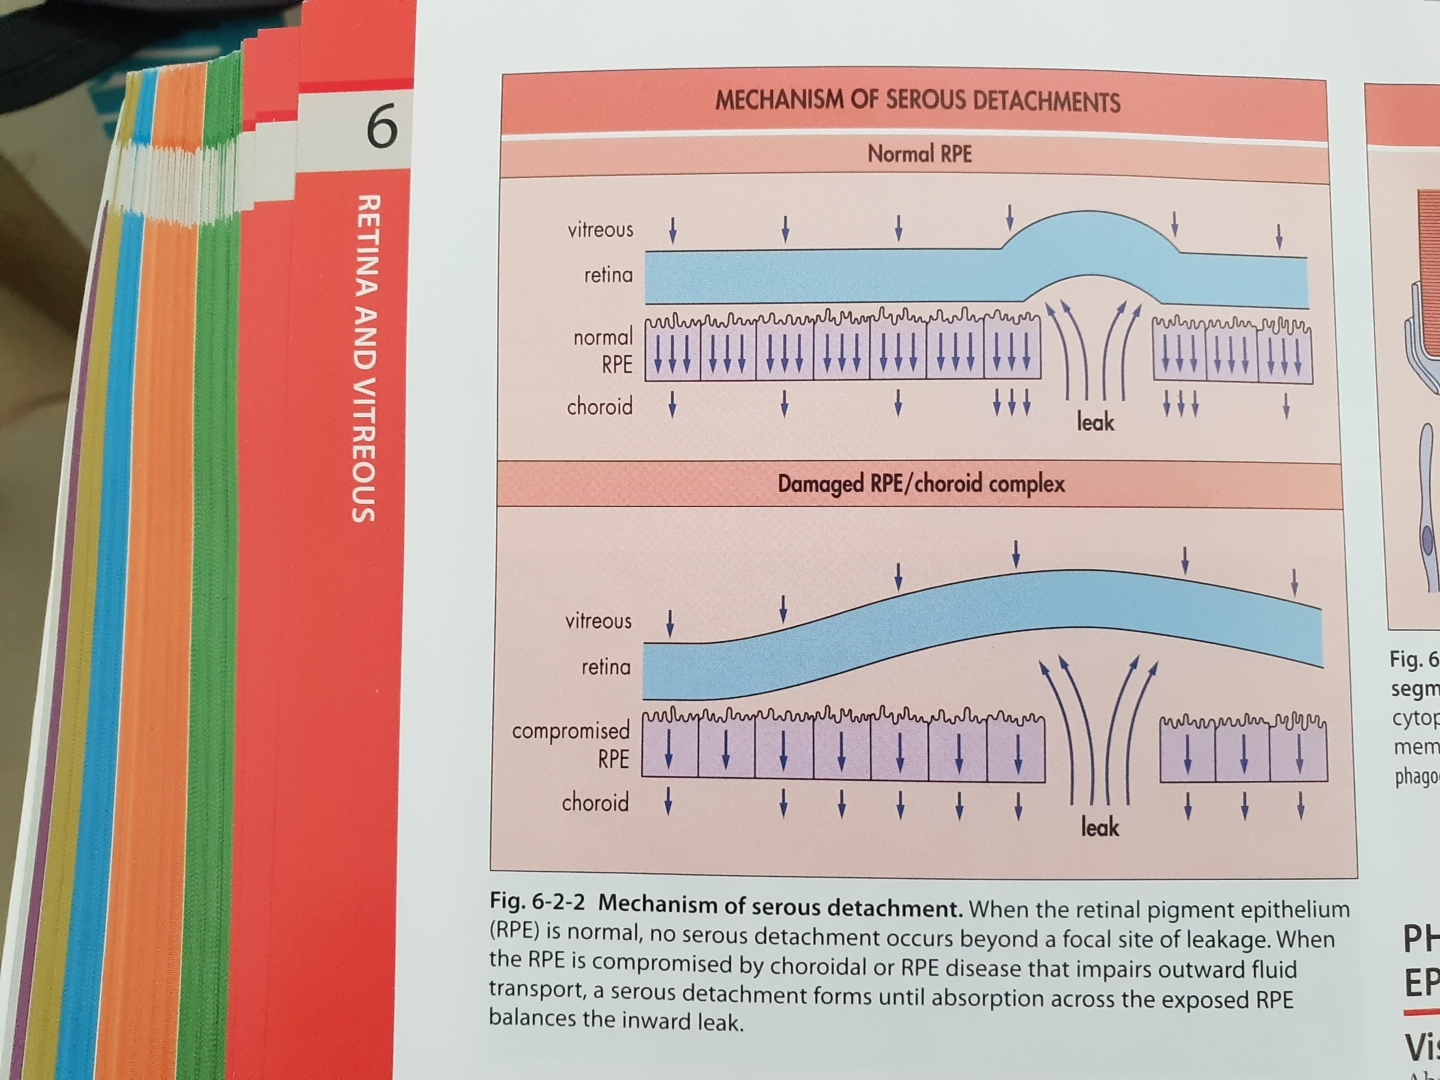 6
RETINA AND VITREOUS
MECHANISM OF SEROUS DETACHMENTS
Normal RPE
vitreous
retina
normal
RPE
choroid
leak
Damaged RPE/choroid complex
vitreous
retina
compromised
RPE
choroid
leak
Fig. 6-2-2 Mechanism of serous detachment. When the retinal pigment epithelium
(RPE) is normal, no serous detachment occurs beyond a focal site of leakage. When
the RPE is compromised by choroidal or RPE disease that impairs outward fluid
transport, a serous detachment forms until absorption across the exposed RPE
balances the inward leak.
Fig. 6
segm
cytop
mem
phago
PH
EP
Vis